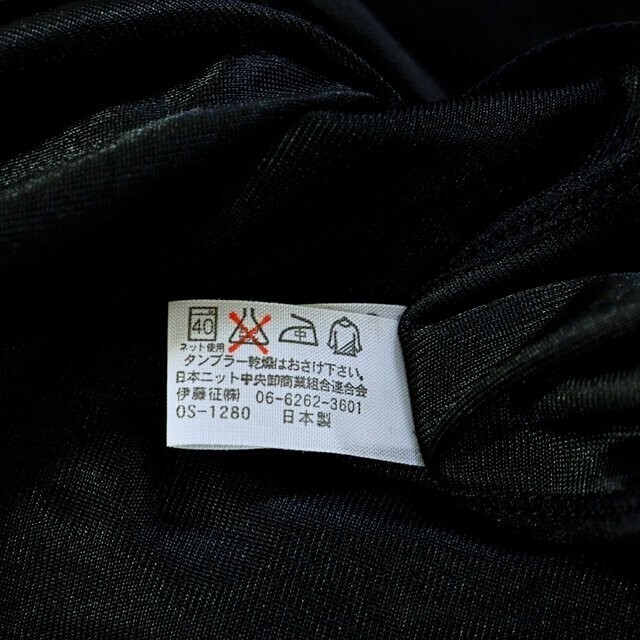 40 中
ネット使用
タンブラー乾燥はおさけ下さい。
日本ニット中央卸商業組合連合会
伊藤征㈱ 06-6262-3601
OS-1280 日本製